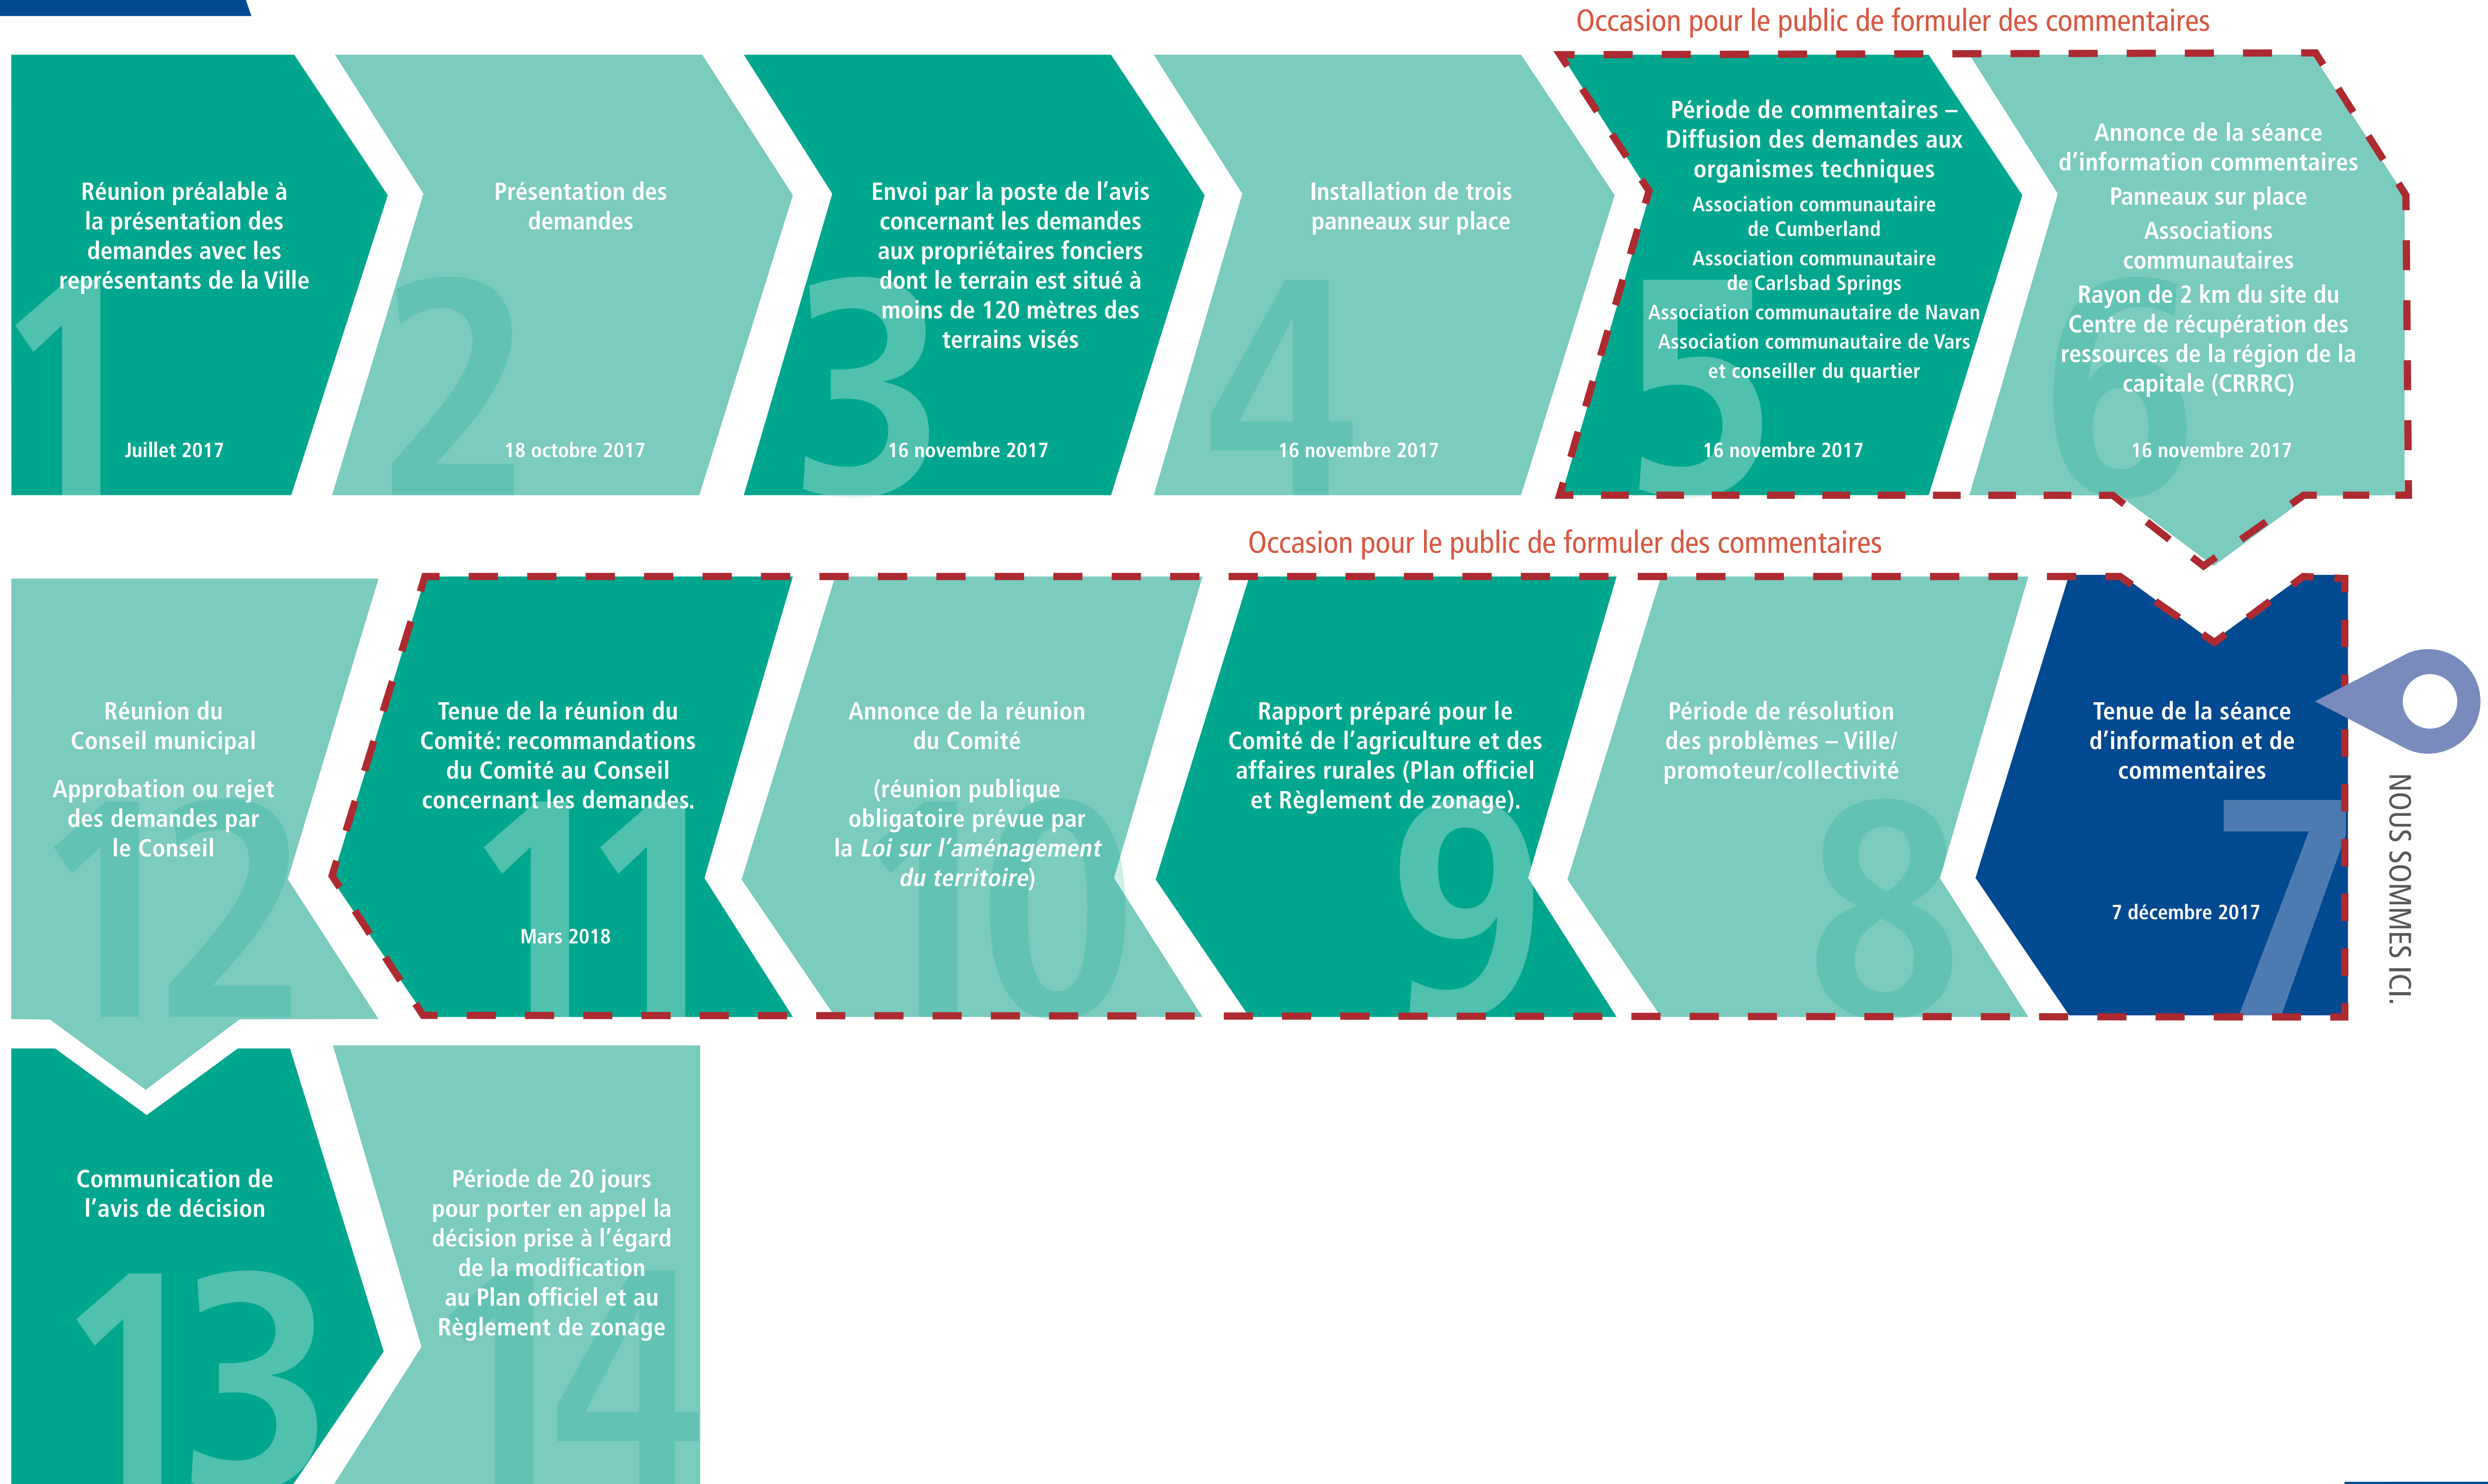 Occasion pour le public de formuler des commentaires
Réunion préalable à
la présentation des
demandes avec les
représentants de la Ville
Juillet 2017
1
Présentation des
demandes
18 octobre 2017
2
Envoi par la poste de l’avis
concernant les demandes
aux propriétaires fonciers
dont le terrain est situé à
moins de 120 mètres des
terrains visés
16 novembre 2017
3
Installation de trois
panneaux sur place
16 novembre 2017
4
Période de commentaires –
Diffusion des demandes aux
organismes techniques
Association communautaire
de Cumberland
Association communautaire
de Carlsbad Springs
Association communautaire de Navan
Association communautaire de Vars
et conseiller du quartier
16 novembre 2017
5
Annonce de la séance
d’information commentaires
Panneaux sur place
Associations
communautaires
Rayon de 2 km du site du
Centre de récupération des
ressources de la région de la
capitale (CRRRC)
16 novembre 2017
6
Occasion pour le public de formuler des commentaires
Tenue de la séance
d’information et de
commentaires
7 décembre 2017
7
NOUS SOMMES ICI.
Période de résolution
des problèmes – Ville/
promoteur/collectivité
8
Rapport préparé pour le
Comité de l’agriculture et des
affaires rurales (Plan officiel
et Règlement de zonage).
9
Annonce de la réunion
du Comité
(réunion publique
obligatoire prévue par
la Loi sur l’aménagement
du territoire)
10
Tenue de la réunion du
Comité: recommandations
du Comité au Conseil
concernant les demandes.
Mars 2018
11
Réunion du
Conseil municipal
Approbation ou rejet
des demandes par
le Conseil
12
Communication de
l’avis de décision
13
Période de 20 jours
pour porter en appel la
décision prise à l’égard
de la modification
au Plan officiel et au
Règlement de zonage
14